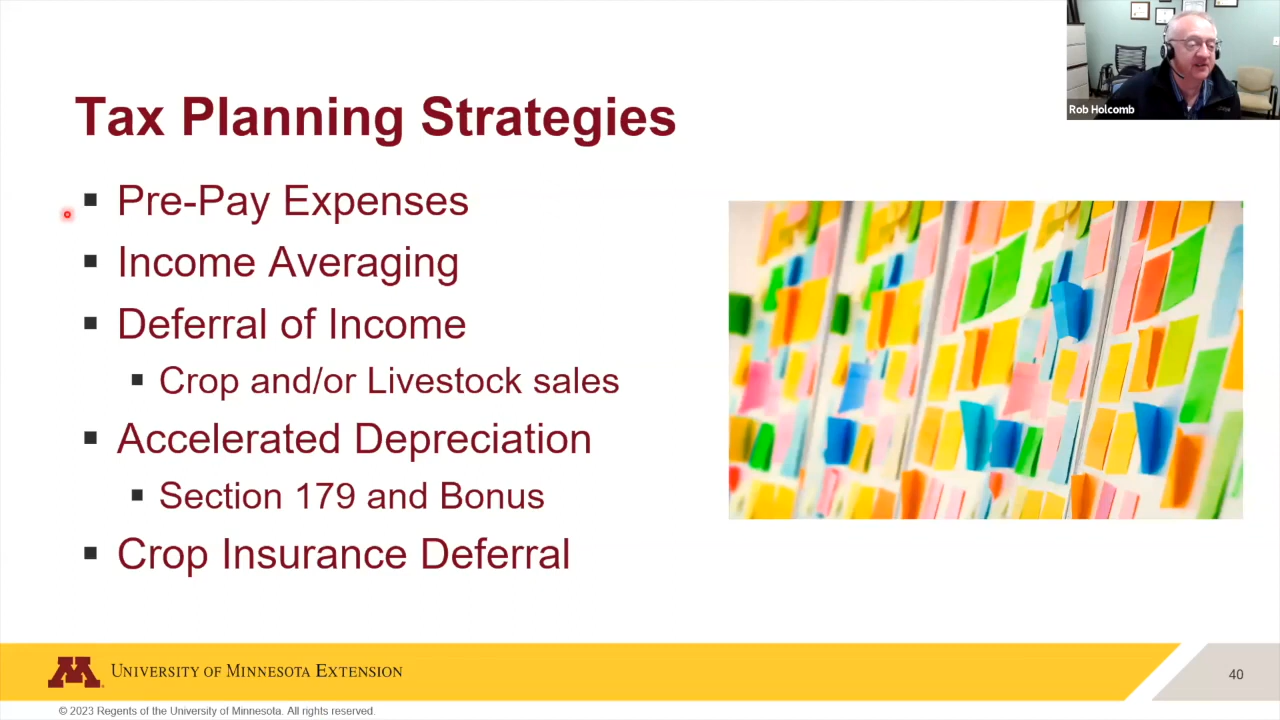 Rob Holcomb
Tax Planning Strategies
▪ Pre-Pay Expenses
▪ Income Averaging
▪ Deferral of Income
▪ Crop and/or Livestock sales
▪ Accelerated Depreciation
▪ Section 179 and Bonus
▪ Crop Insurance Deferral
M
UNIVERSITY OF MINNESOTA EXTENSION
40
© 2023 Regents of the University of Minnesota. All rights reserved.